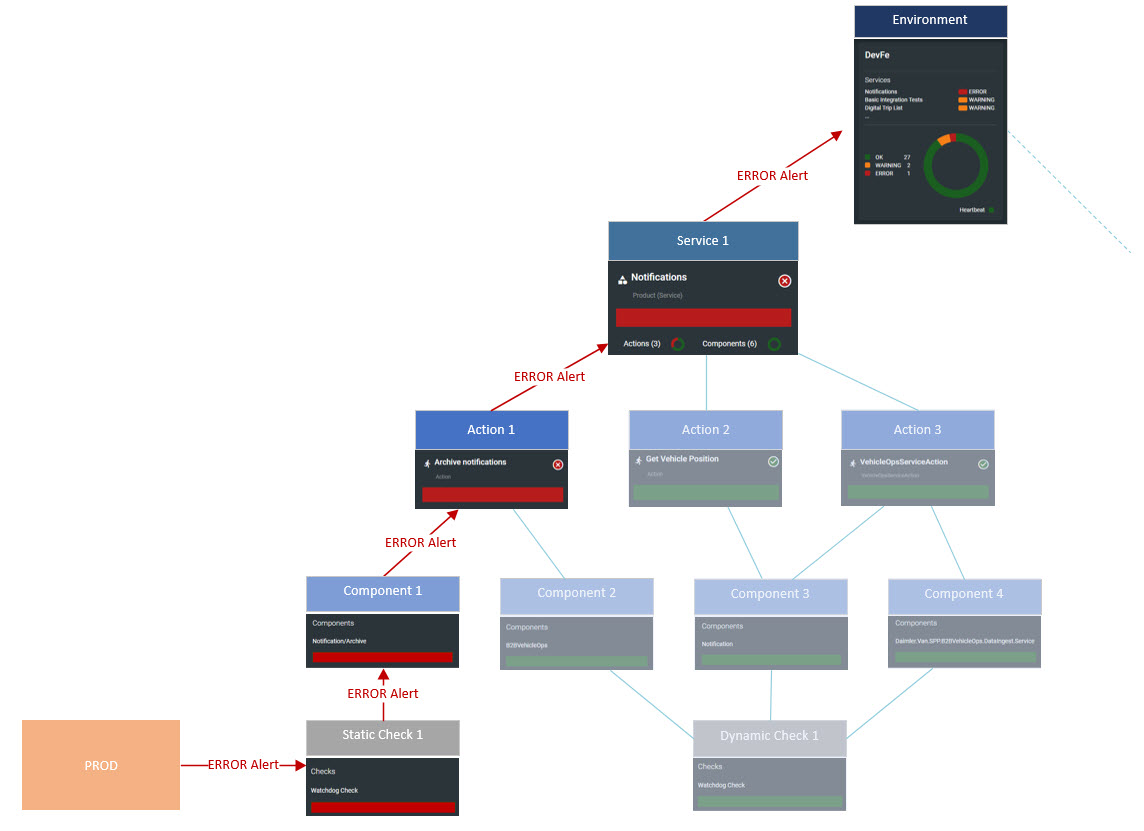 Environment
DevFe
Services
Notifications ERROR
Basic Integration Tests WARNING
Digital Trip List WARNING
...
OK 27
WARNING 2
ERROR 1
Heartbeat
ERROR Alert
Service 1
Notifications
Product (Service)
Actions (3) Components (6)
ERROR Alert
Action 1
Archive notifications
Action
Action 2
Get Vehicle Position
Action
Action 3
VehicleOpsServiceAction
VehicleOpsServiceAction
ERROR Alert
Component 1
Components
Notification/Archive
Component 2
Components
B2BVehicleOps
Component 3
Components
Notification
Component 4
Components
Daimler.Van.SPP.B2BVehicleOps.DataIngest.Service
ERROR Alert
PROD
ERROR Alert
Static Check 1
Checks
Watchdog Check
Dynamic Check 1
Checks
Watchdog Check